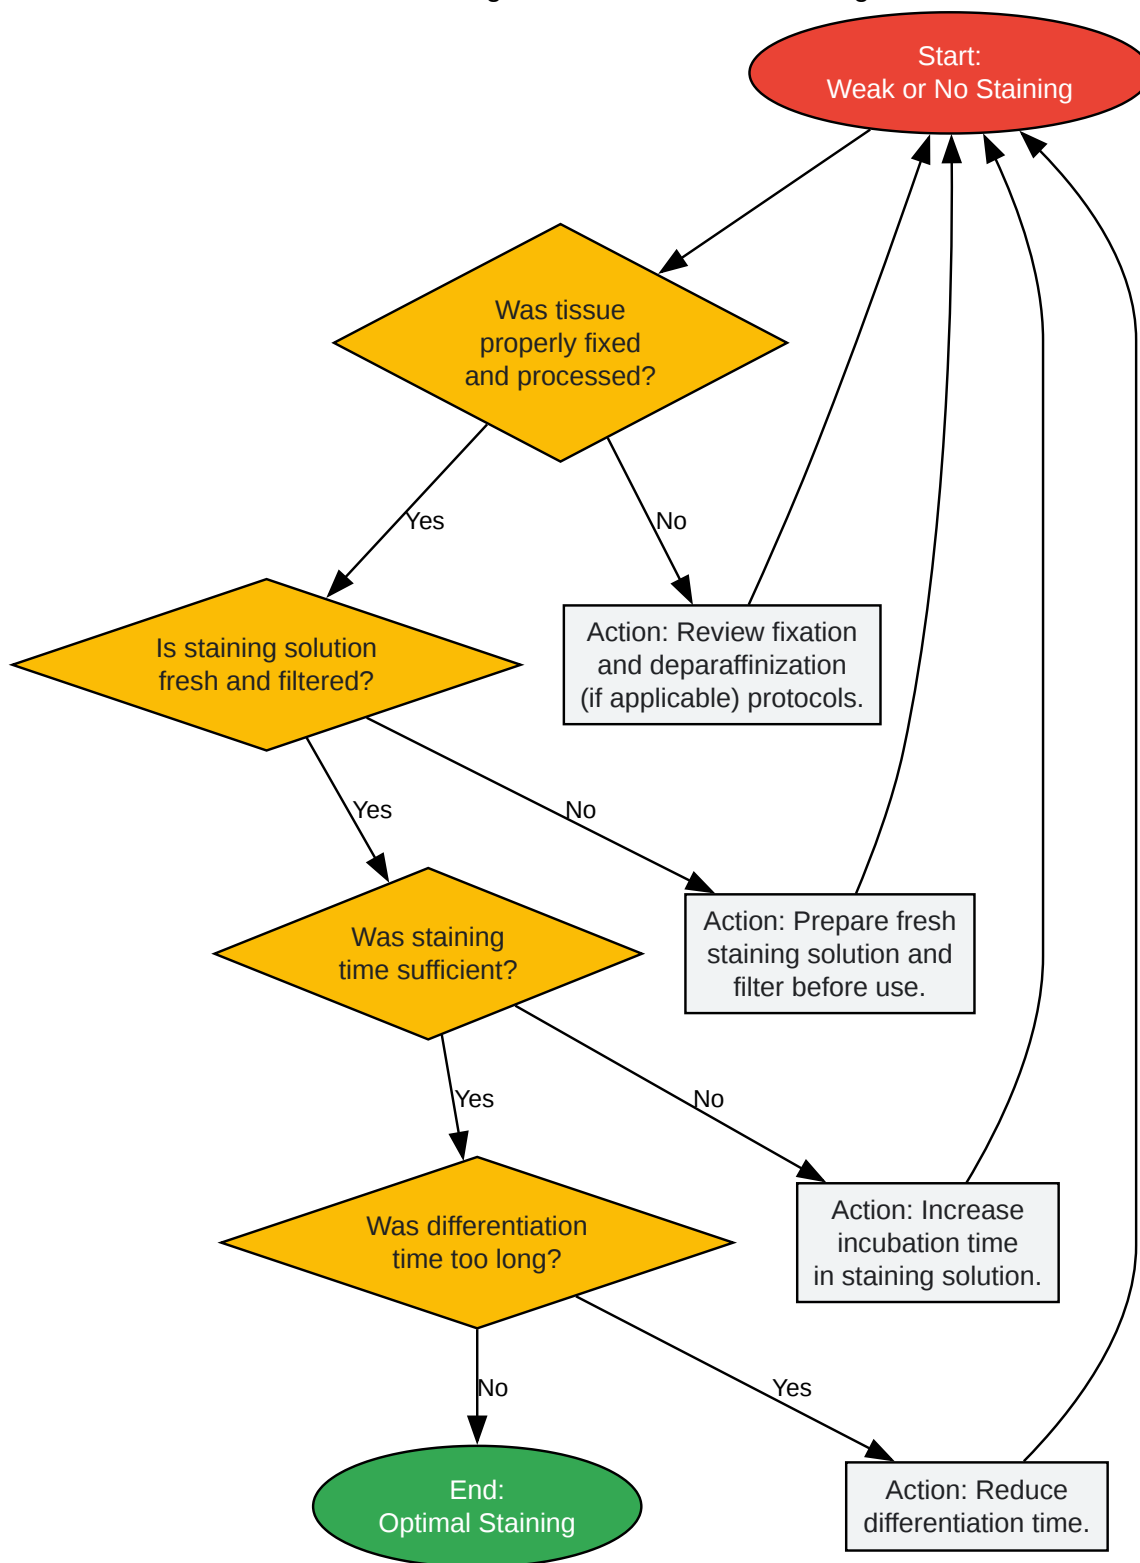 Start:
Weak or No Staining
Was tissue
properly fixed
and processed?
Yes
No
Is staining solution
fresh and filtered?
Action: Review fixation
and deparaffinization
(if applicable) protocols.
Yes
No
Was staining
time sufficient?
Action: Prepare fresh
staining solution and
filter before use.
Yes
No
Was differentiation
time too long?
Action: Increase
incubation time
in staining solution.
No
Yes
End:
Optimal Staining
Action: Reduce
differentiation time.